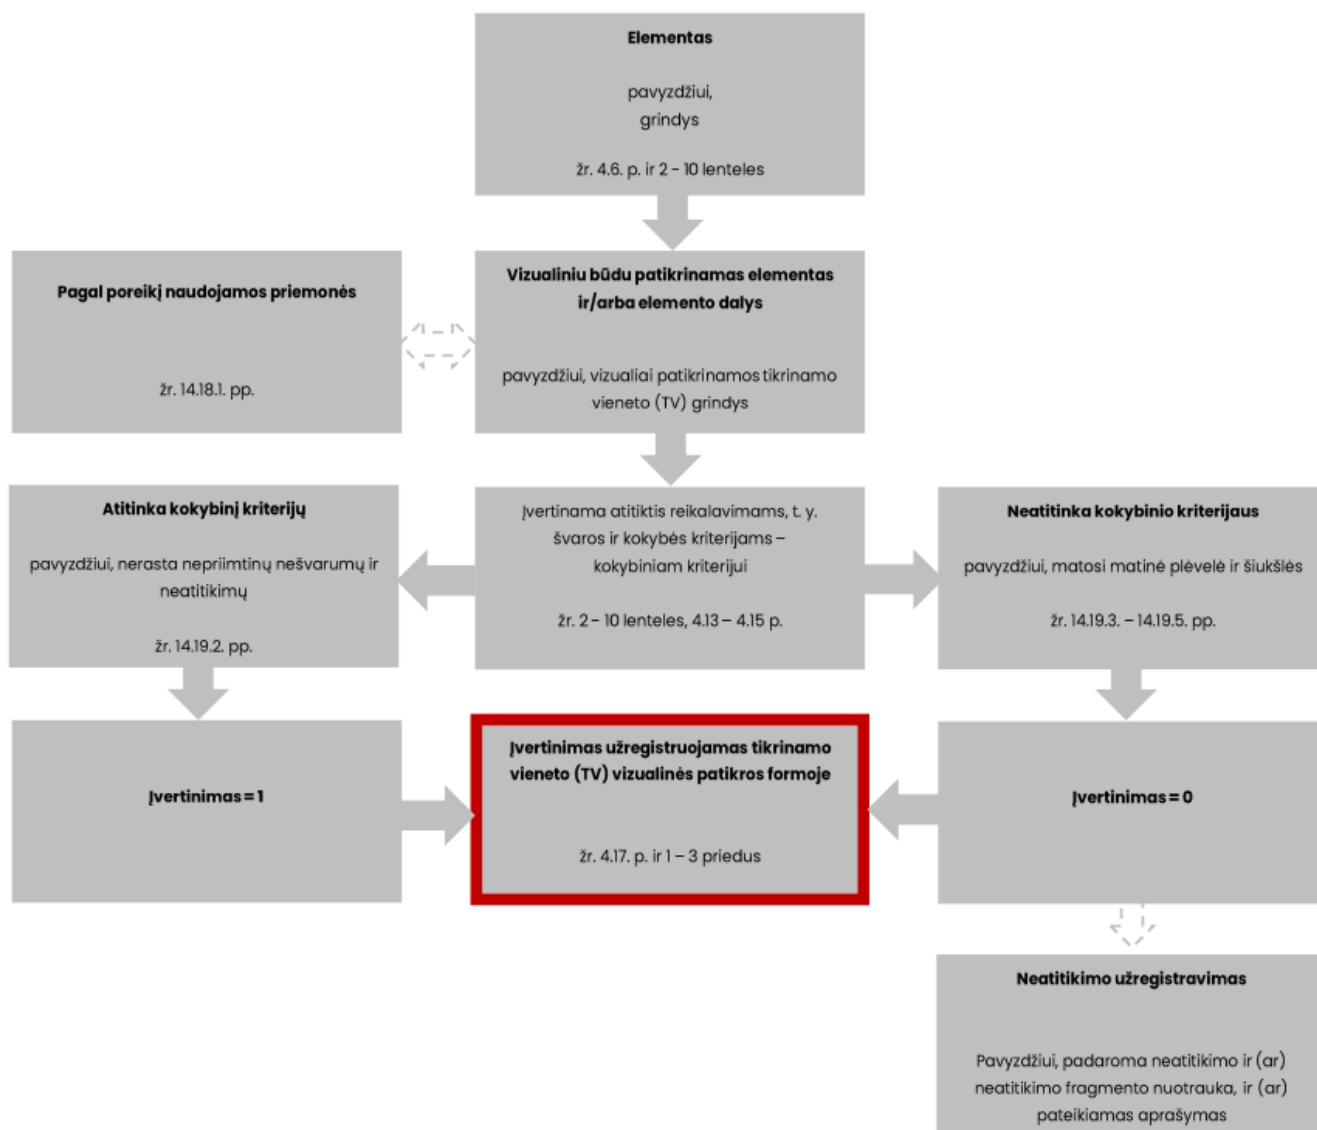 Elementas
pavyzdžiui,
grindys
žr. 4.6. p. ir 2 - 10 lenteles
Pagal poreikį naudojamos priemonės
žr. 14.18.1. pp.
Vizualiniu būdu patikrinamas elementas
ir/arba elemento dalys
pavyzdžiui, vizualiai patikrinamos tikrinamo
vieneto (TV) grindys
Atitinka kokybinį kriterijų
pavyzdžiui, nerasta nepriimtinų nešvarumų ir
neatitikimų
žr. 14.19.2. pp.
Įvertinama atitiktis reikalavimams, t. y.
švaros ir kokybės kriterijams –
kokybiniam kriterijui
žr. 2 - 10 lenteles, 4.13 – 4.15 p.
Neatitinka kokybinio kriterijaus
pavyzdžiui, matosi matinė plėvelė ir šiukšlės
žr. 14.19.3. – 14.19.5. pp.
Įvertinimas = 1
Įvertinimas užregistruojamas tikrinamo
vieneto (TV) vizualinės patikros formoje
žr. 4.17. p. ir 1 – 3 priedus
Įvertinimas = 0
Neatitikimo užregistravimas
Pavyzdžiui, padaroma neatitikimo ir (ar)
neatitikimo fragmento nuotrauka, ir (ar)
pateikiamas aprašymas